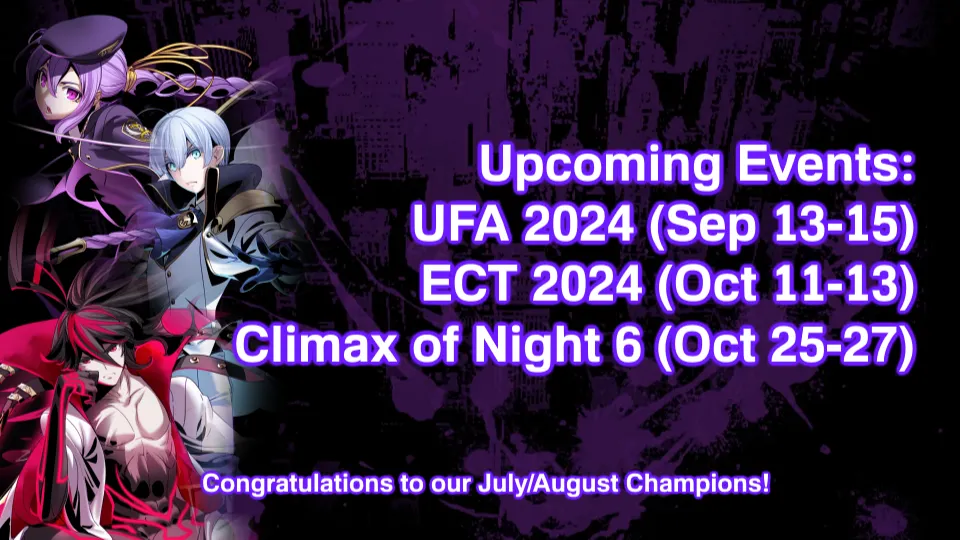 Upcoming Events:
UFA 2024 (Sep 13-15)
ECT 2024 (Oct 11-13)
Climax of Night 6 (Oct 25-27)
Congratulations to our July/August Champions!